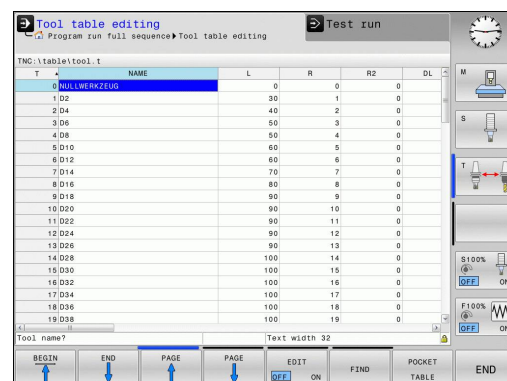 Tool table editing
Test run
Program run full sequence▸Tool table editing
TNC:\table\tool.t
T NAME L R R2 DL
0 NULLWERKZEUG 0 0 0
1 D2 30 1 0
2 D4 40 2 0
3 D6 50 3 0
4 D8 50 4 0
5 D10 60 5 0
6 D12 60 6 0
7 D14 70 7 0
8 D16 80 8 0
9 D18 90 9 0
10 D20 90 10 0
11 D22 90 11 0
12 D24 90 12 0
13 D26 90 13 0
14 D28 100 14 0
15 D30 100 15 0
16 D32 100 16 0
17 D34 100 17 0
18 D36 100 18 0
19 D38 100 19 0
Tool name? Text width 32
M
S
T
S100%
OFF ON
F100%
OFF ON
BEGIN
END
PAGE
PAGE
EDIT
OFF ON
FIND
POCKET
TABLE
END